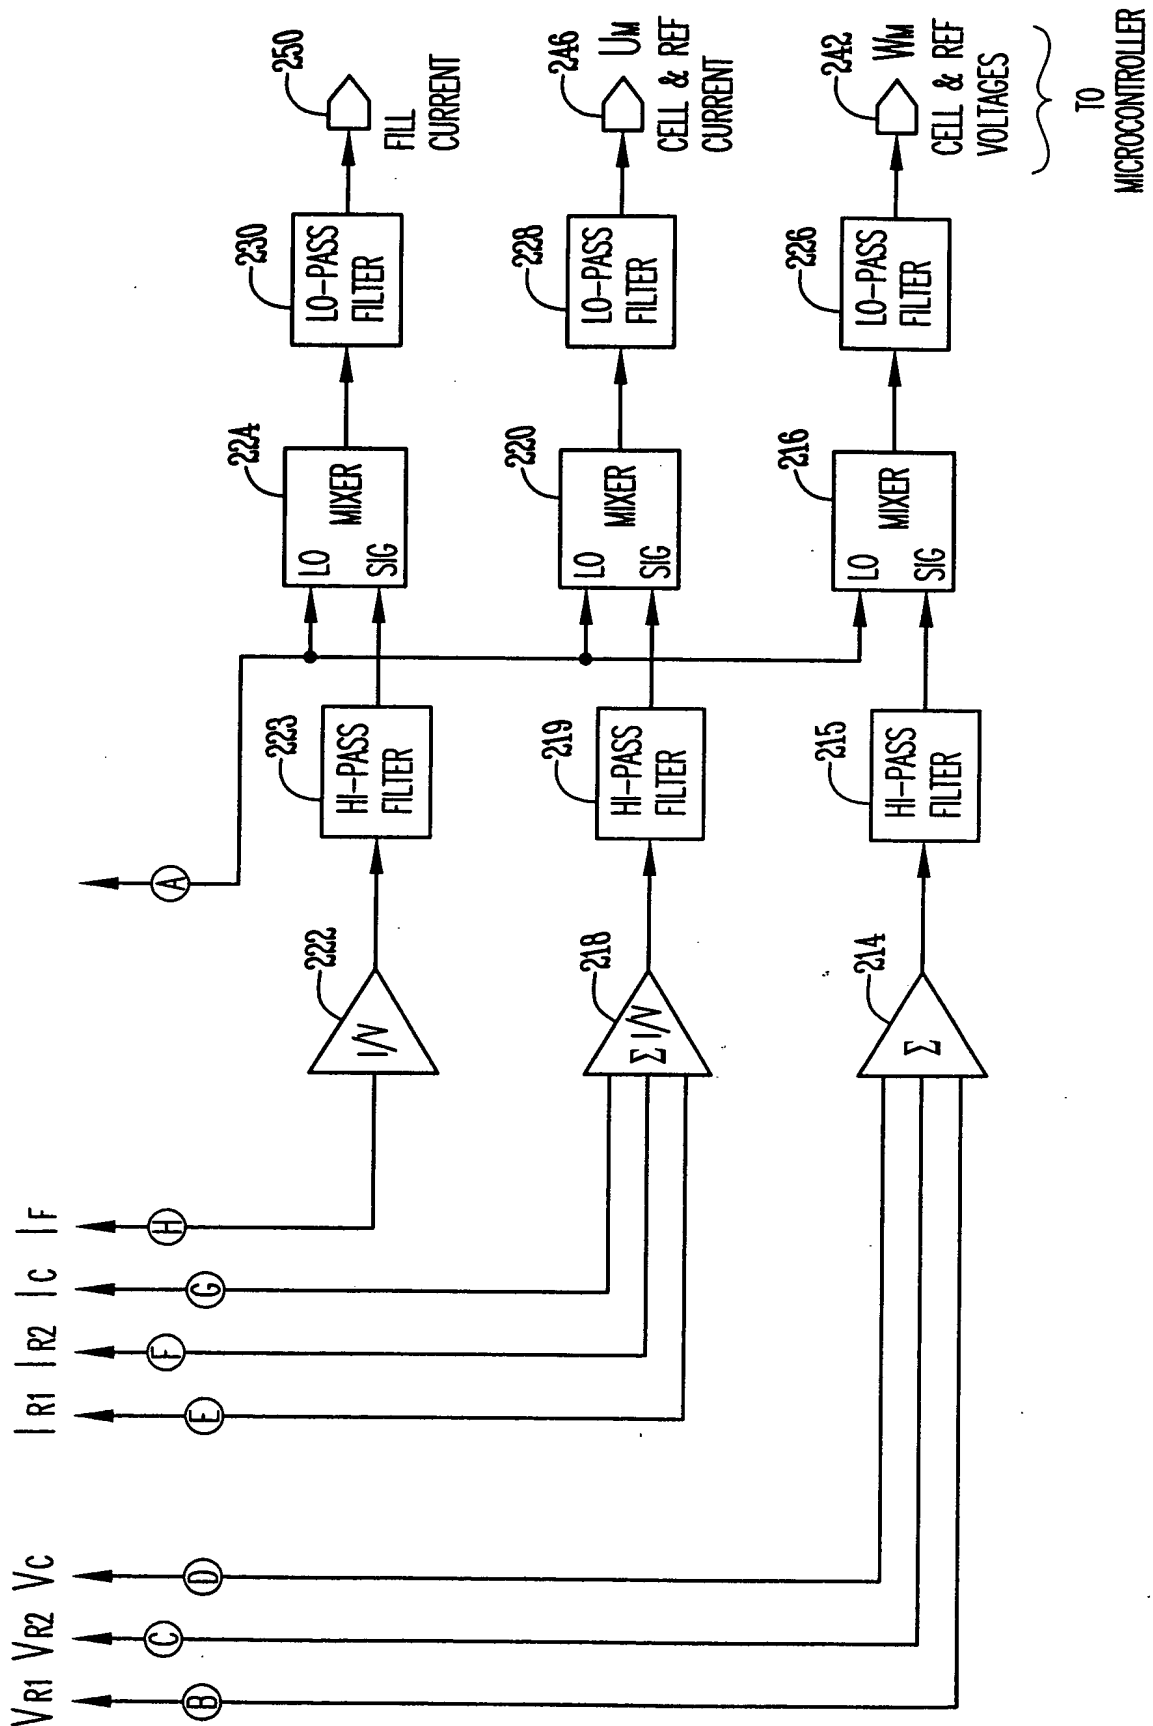 VR1
VR2
VC
IR1
IR2
IC
IF
B
C
D
E
F
G
H
A
222
I/V
223
HI-PASS
FILTER
224
LO
MIXER
SIG
230
LO-PASS
FILTER
250
FILL
CURRENT
218
Σ I/V
219
HI-PASS
FILTER
220
LO
MIXER
SIG
228
LO-PASS
FILTER
246
UM
CELL & REF
CURRENT
214
Σ
215
HI-PASS
FILTER
216
LO
MIXER
SIG
226
LO-PASS
FILTER
242
WM
CELL & REF
VOLTAGES
TO
MICROCONTROLLER